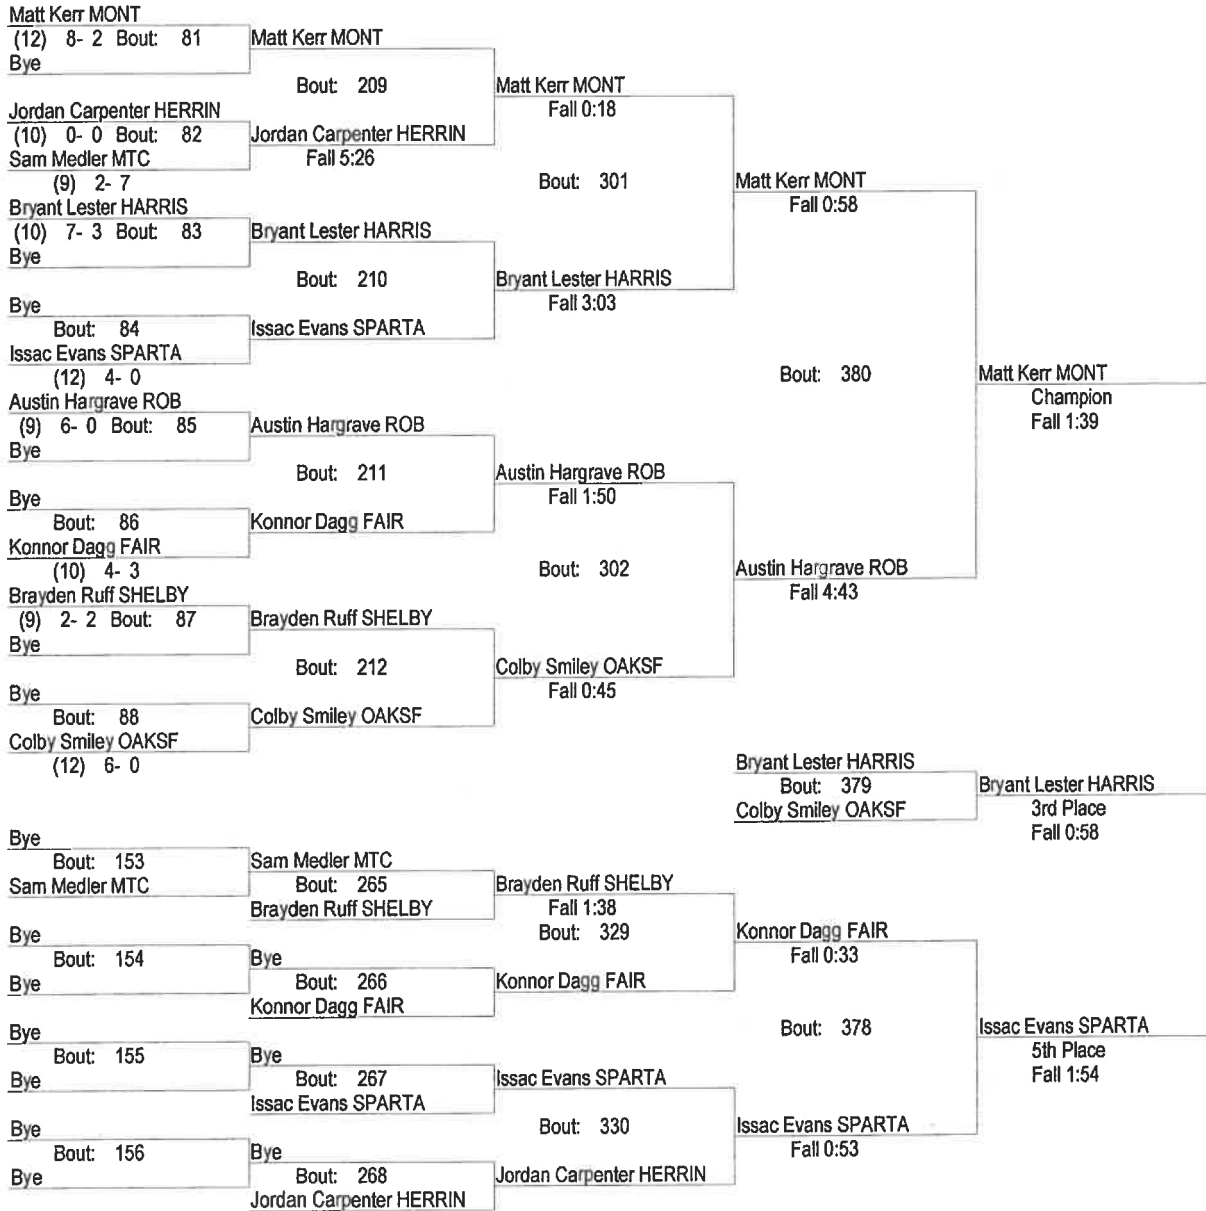 Matt Kerr MONT
(12) 8- 2 Bout: 81
Bye
Matt Kerr MONT
Bout: 209
Jordan Carpenter HERRIN
(10) 0- 0 Bout: 82
Sam Medler MTC
(9) 2- 7
Jordan Carpenter HERRIN
Fall 5:26
Matt Kerr MONT
Fall 0:18
Bout: 301
Bryant Lester HARRIS
(10) 7- 3 Bout: 83
Bye
Bryant Lester HARRIS
Bout: 210
Bye
Bout: 84
Issac Evans SPARTA
(12) 4- 0
Issac Evans SPARTA
Bryant Lester HARRIS
Fall 3:03
Matt Kerr MONT
Fall 0:58
Bout: 380
Austin Hargrave ROB
(9) 6- 0 Bout: 85
Bye
Austin Hargrave ROB
Bout: 211
Bye
Bout: 86
Konnor Dagg FAIR
(10) 4- 3
Konnor Dagg FAIR
Austin Hargrave ROB
Fall 1:50
Bout: 302
Brayden Ruff SHELBY
(9) 2- 2 Bout: 87
Bye
Brayden Ruff SHELBY
Bout: 212
Bye
Bout: 88
Colby Smiley OAKSF
(12) 6- 0
Colby Smiley OAKSF
Colby Smiley OAKSF
Fall 0:45
Austin Hargrave ROB
Fall 4:43
Matt Kerr MONT
Champion
Fall 1:39
Bryant Lester HARRIS
Bout: 379
Colby Smiley OAKSF
Bryant Lester HARRIS
3rd Place
Fall 0:58
Bye
Bout: 153
Sam Medler MTC
Sam Medler MTC
Bout: 265
Brayden Ruff SHELBY
Brayden Ruff SHELBY
Fall 1:38
Bout: 329
Bye
Bout: 154
Bye
Bye
Bout: 266
Konnor Dagg FAIR
Konnor Dagg FAIR
Konnor Dagg FAIR
Fall 0:33
Bout: 378
Bye
Bout: 155
Bye
Bye
Bout: 267
Issac Evans SPARTA
Issac Evans SPARTA
Bout: 330
Bye
Bout: 156
Bye
Bye
Bout: 268
Jordan Carpenter HERRIN
Jordan Carpenter HERRIN
Issac Evans SPARTA
Fall 0:53
Issac Evans SPARTA
5th Place
Fall 1:54